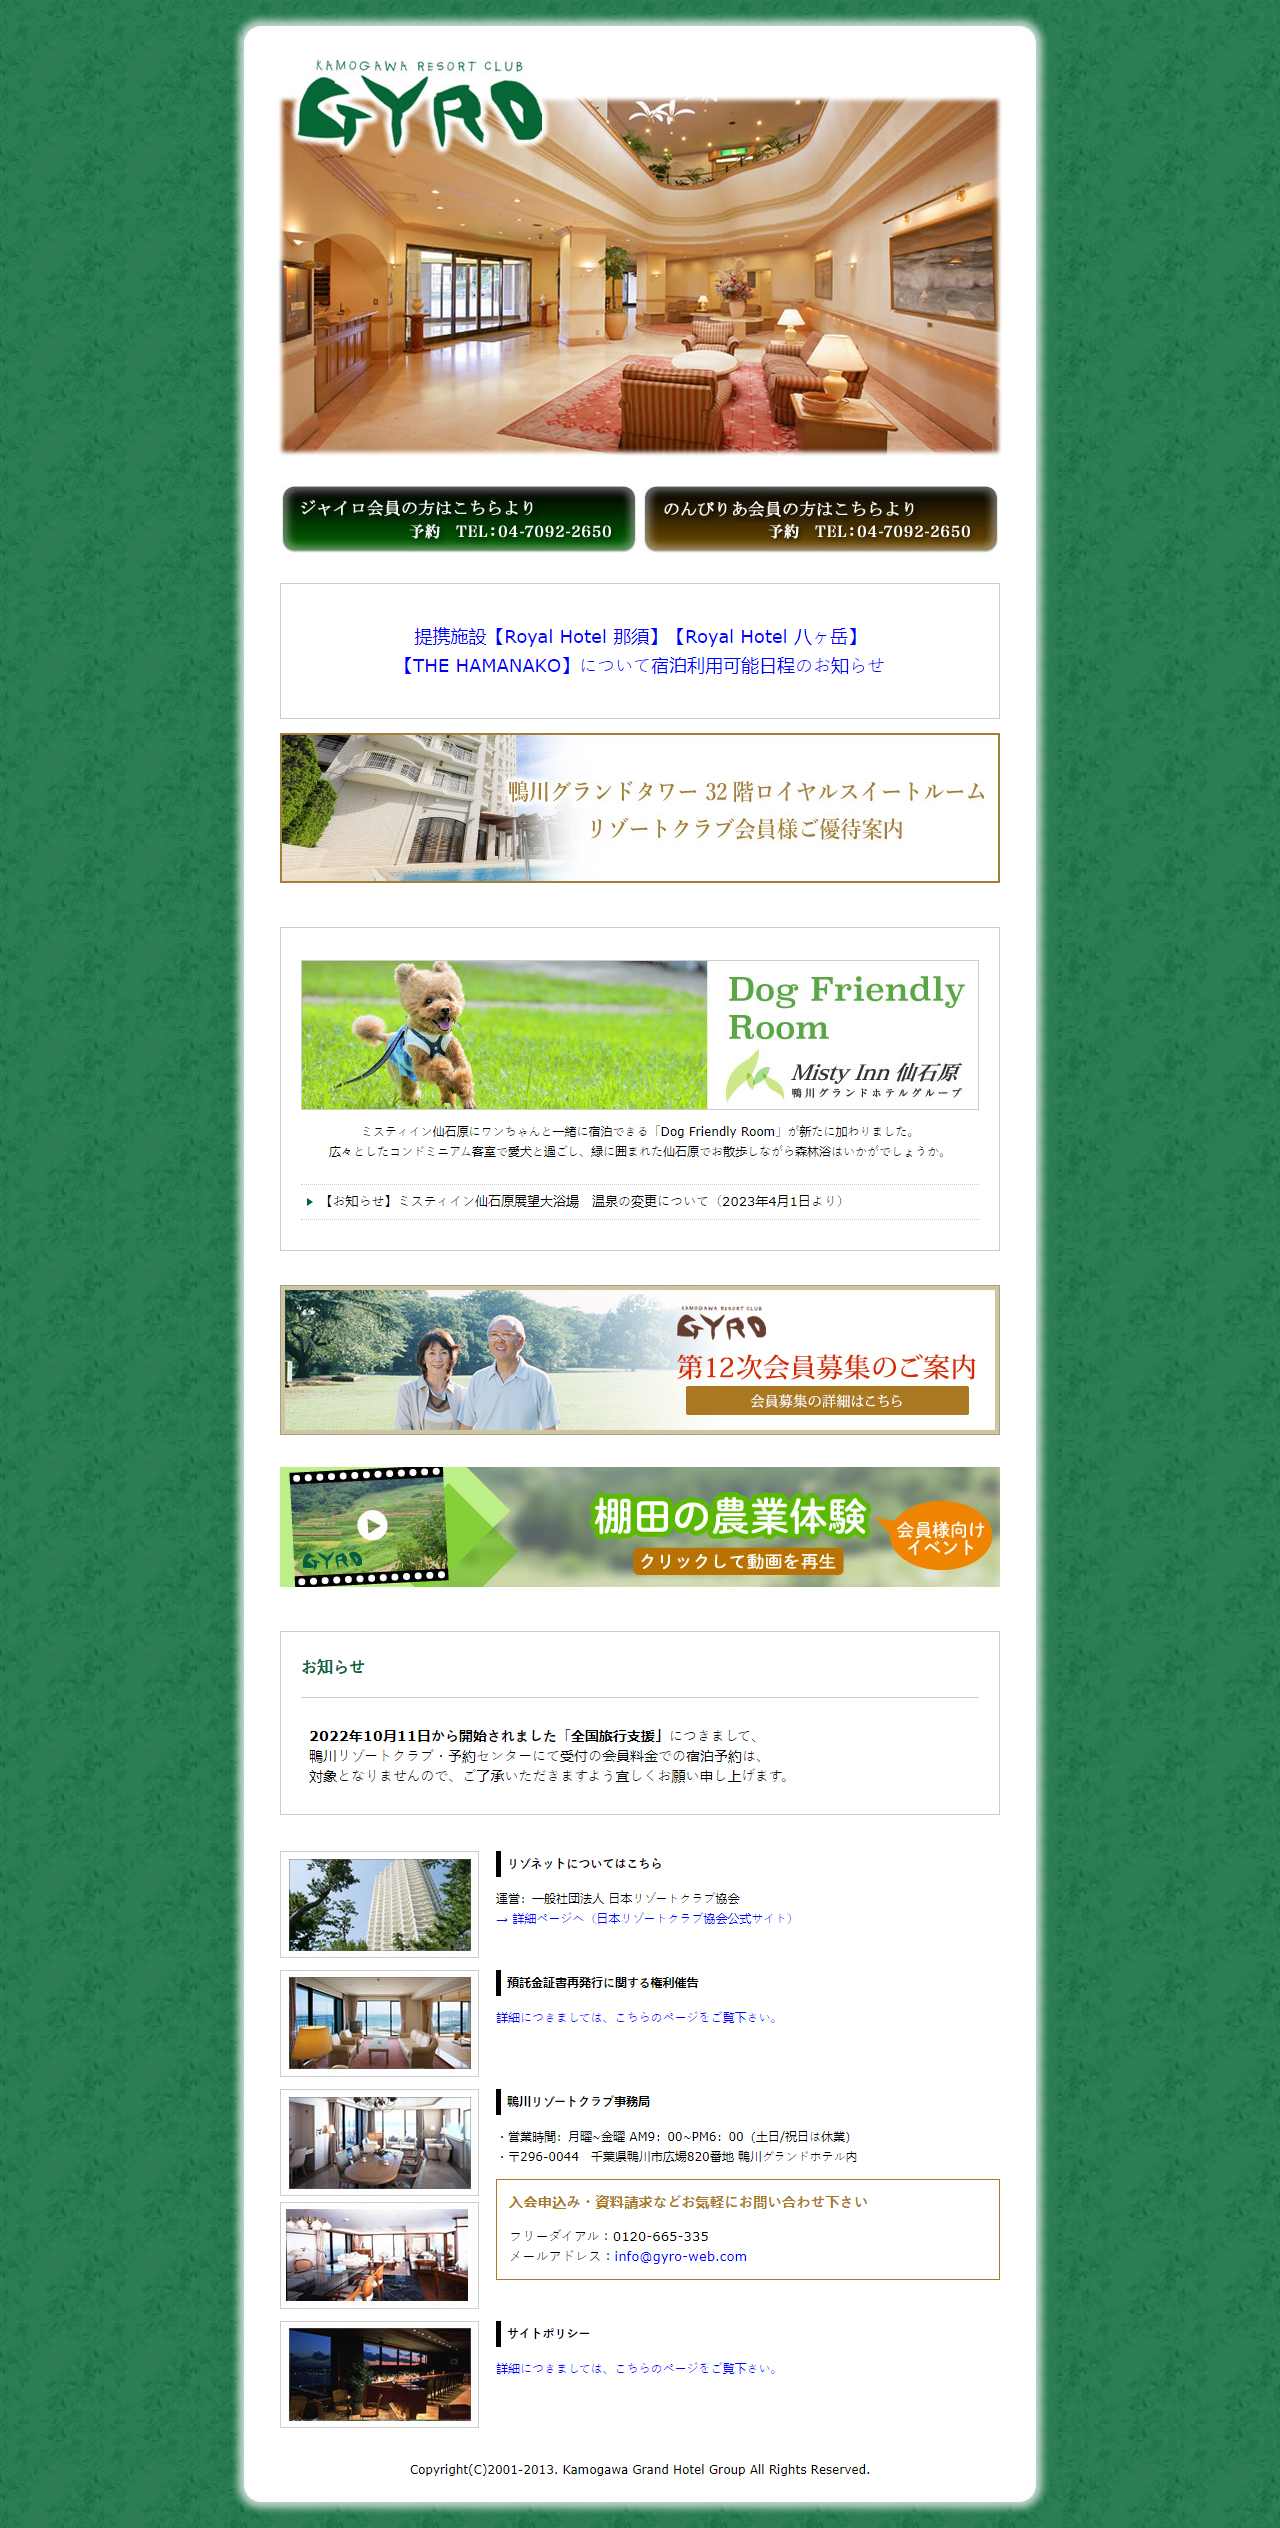 KAMOGAWA RESORT CLUB
GYRO
ジャイロ会員の方はこちらより
予約　TEL:04-7092-2650
のんびりあ会員の方はこちらより
予約　TEL:04-7092-2650
提携施設【Royal Hotel 那須】【Royal Hotel 八ヶ岳】
【THE HAMANAKO】について宿泊利用可能日程のお知らせ
鴨川グランドタワー 32階ロイヤルスイートルーム
リゾートクラブ会員様ご優待案内
Dog Friendly
Room
Misty Inn 仙石原
鴨川グランドホテルグループ
ミスティイン仙石原にワンちゃんと一緒に宿泊できる「Dog Friendly Room」が新たに加わりました。
広々としたコンドミニアム客室で愛犬と過ごし、緑に囲まれた仙石原でお散歩しながら森林浴はいかがでしょうか。
【お知らせ】ミスティイン仙石原展望大浴場　温泉の変更について（2023年4月1日より）
KAMOGAWA RESORT CLUB
GYRO
第12次会員募集のご案内
会員募集の詳細はこちら
GYRO
棚田の農業体験
クリックして動画を再生
会員様向け
イベント
お知らせ
2022年10月11日から開始されました「全国旅行支援」につきまして、
鴨川リゾートクラブ・予約センターにて受付の会員料金での宿泊予約は、
対象となりませんので、ご了承いただきますよう宜しくお願い申し上げます。
リゾネットについてはこちら
運営：一般社団法人 日本リゾートクラブ協会
→ 詳細ページへ（日本リゾートクラブ協会公式サイト）
預託金証書再発行に関する権利催告
詳細につきましては、こちらのページをご覧下さい。
鴨川リゾートクラブ事務局
・営業時間：月曜~金曜 AM9：00~PM6：00（土日/祝日は休業）
・〒296-0044　千葉県鴨川市広場820番地 鴨川グランドホテル内
入会申込み・資料請求などお気軽にお問い合わせ下さい
フリーダイアル：0120-665-335
メールアドレス：info@gyro-web.com
サイトポリシー
詳細につきましては、こちらのページをご覧下さい。
Copyright(C)2001-2013. Kamogawa Grand Hotel Group All Rights Reserved.